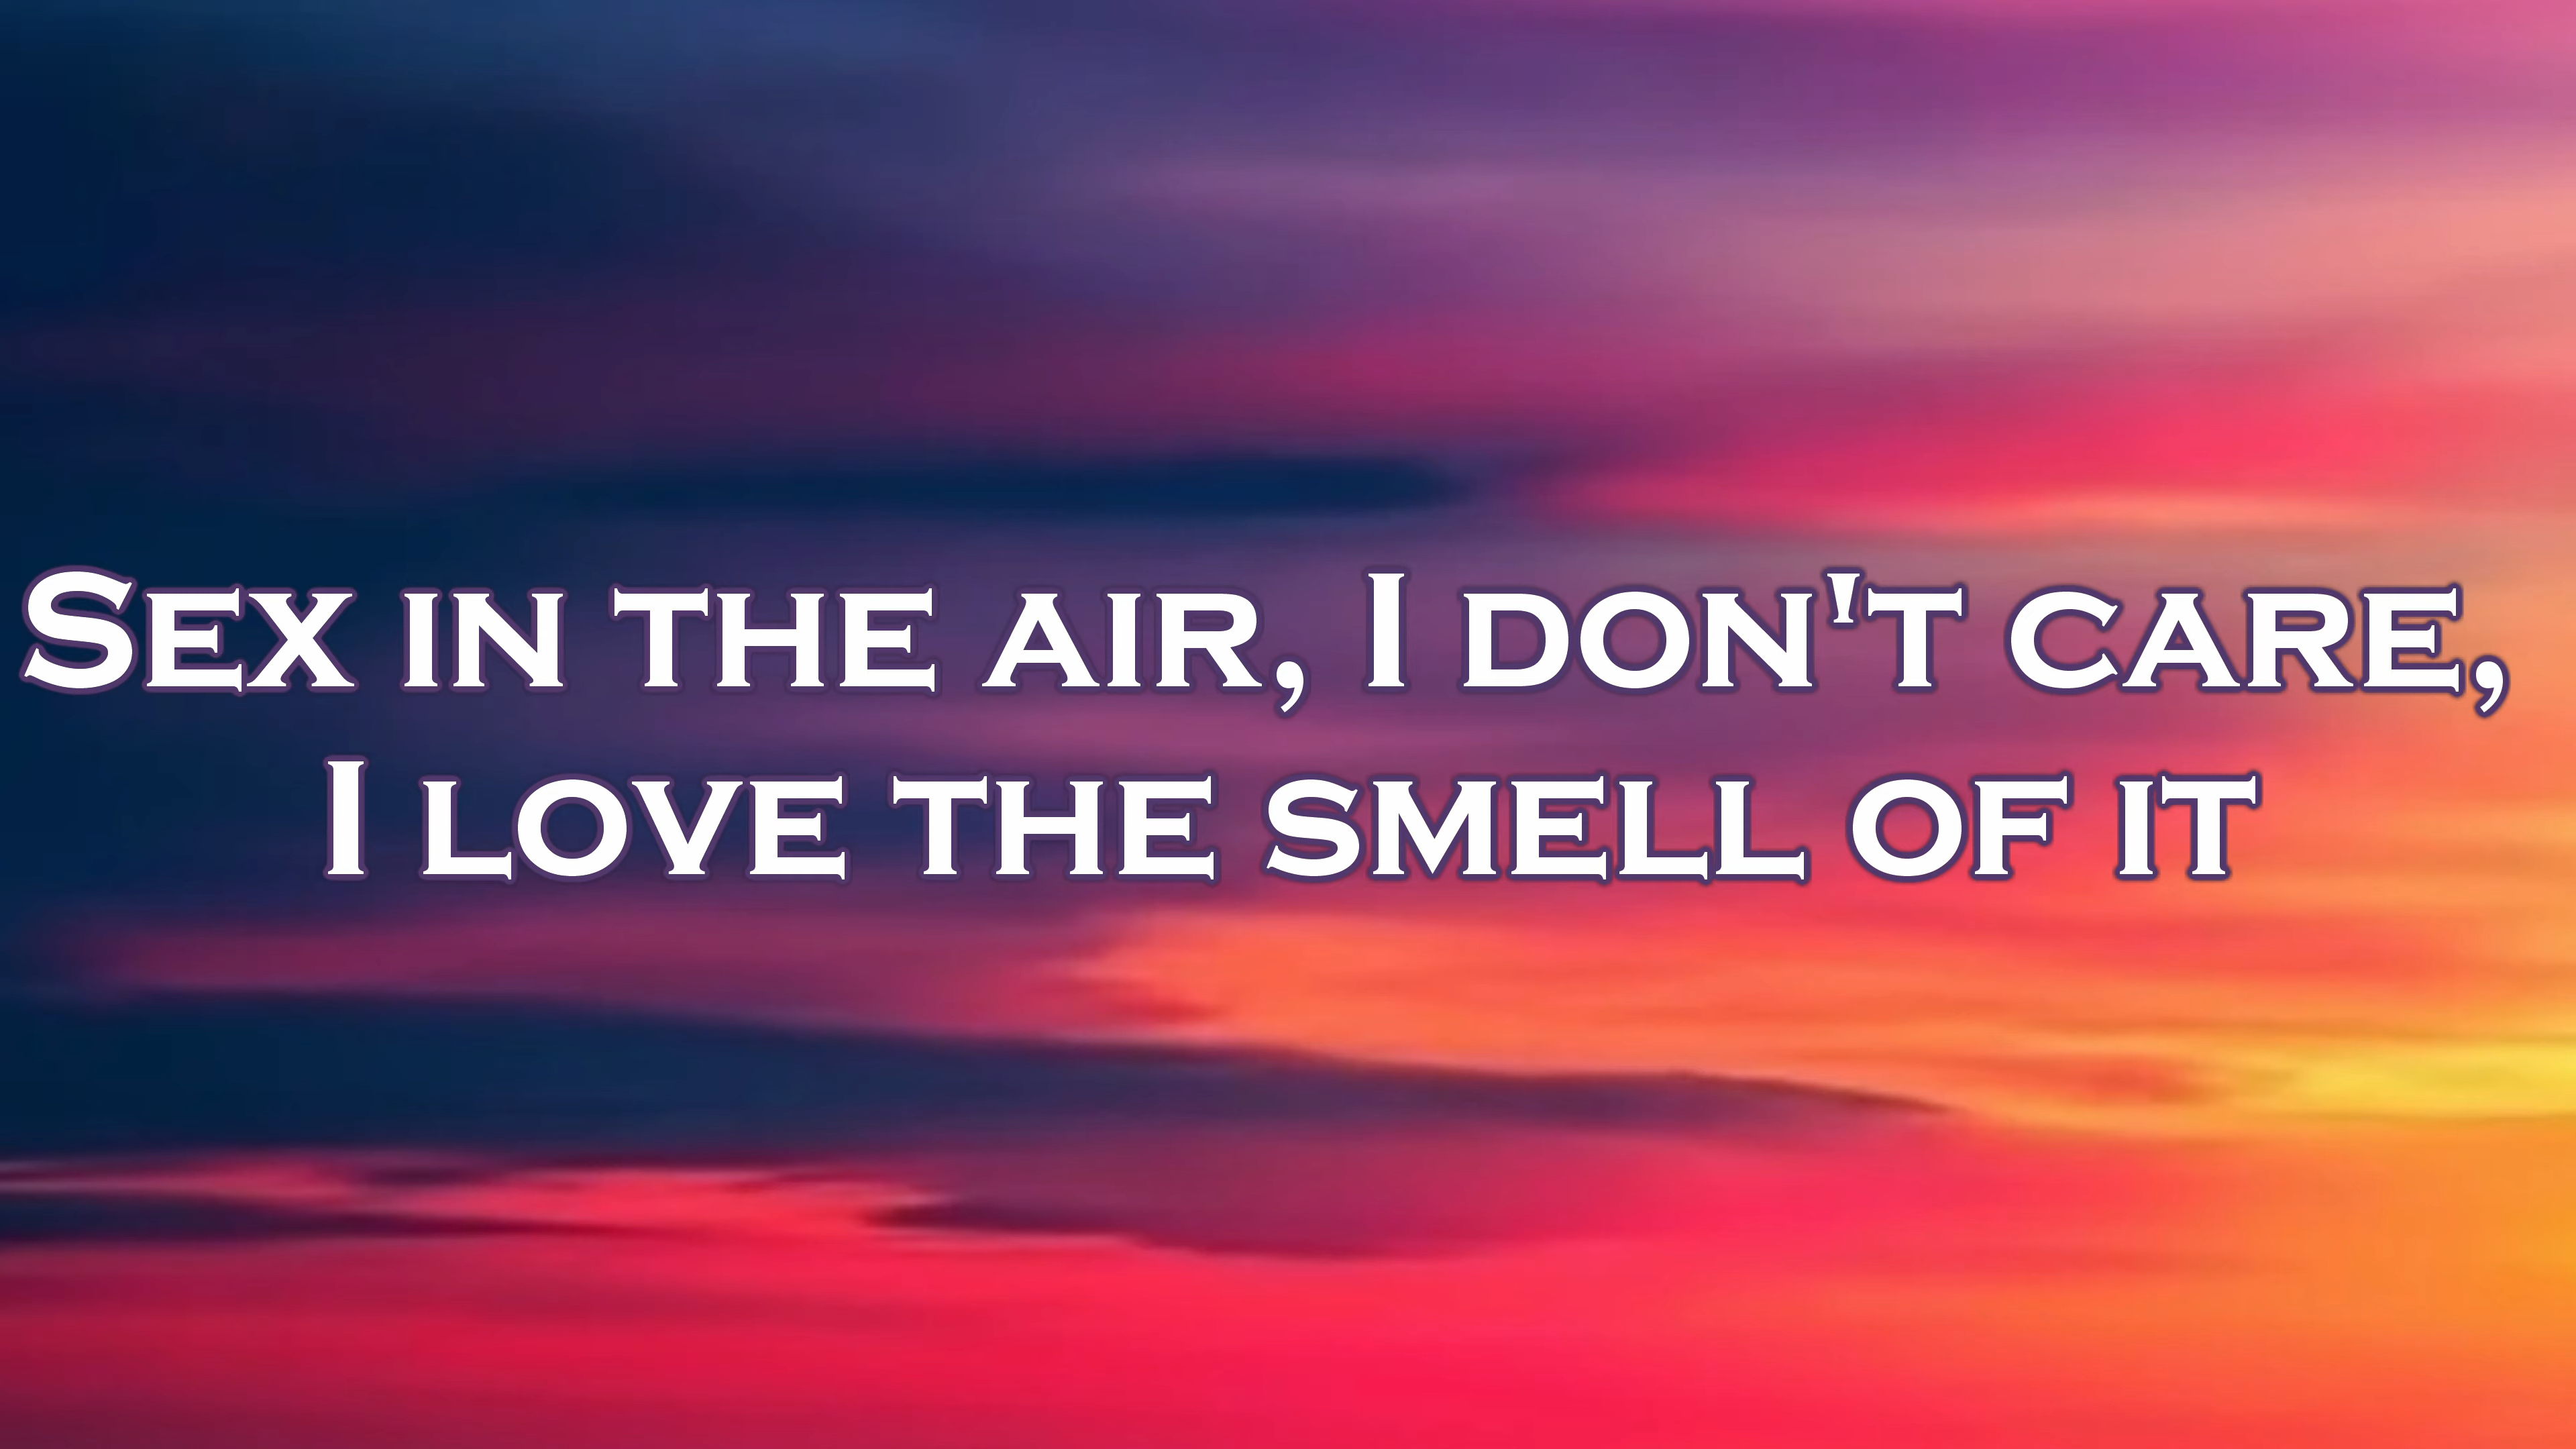 Sex in the air, I don't care,
I love the smell of it